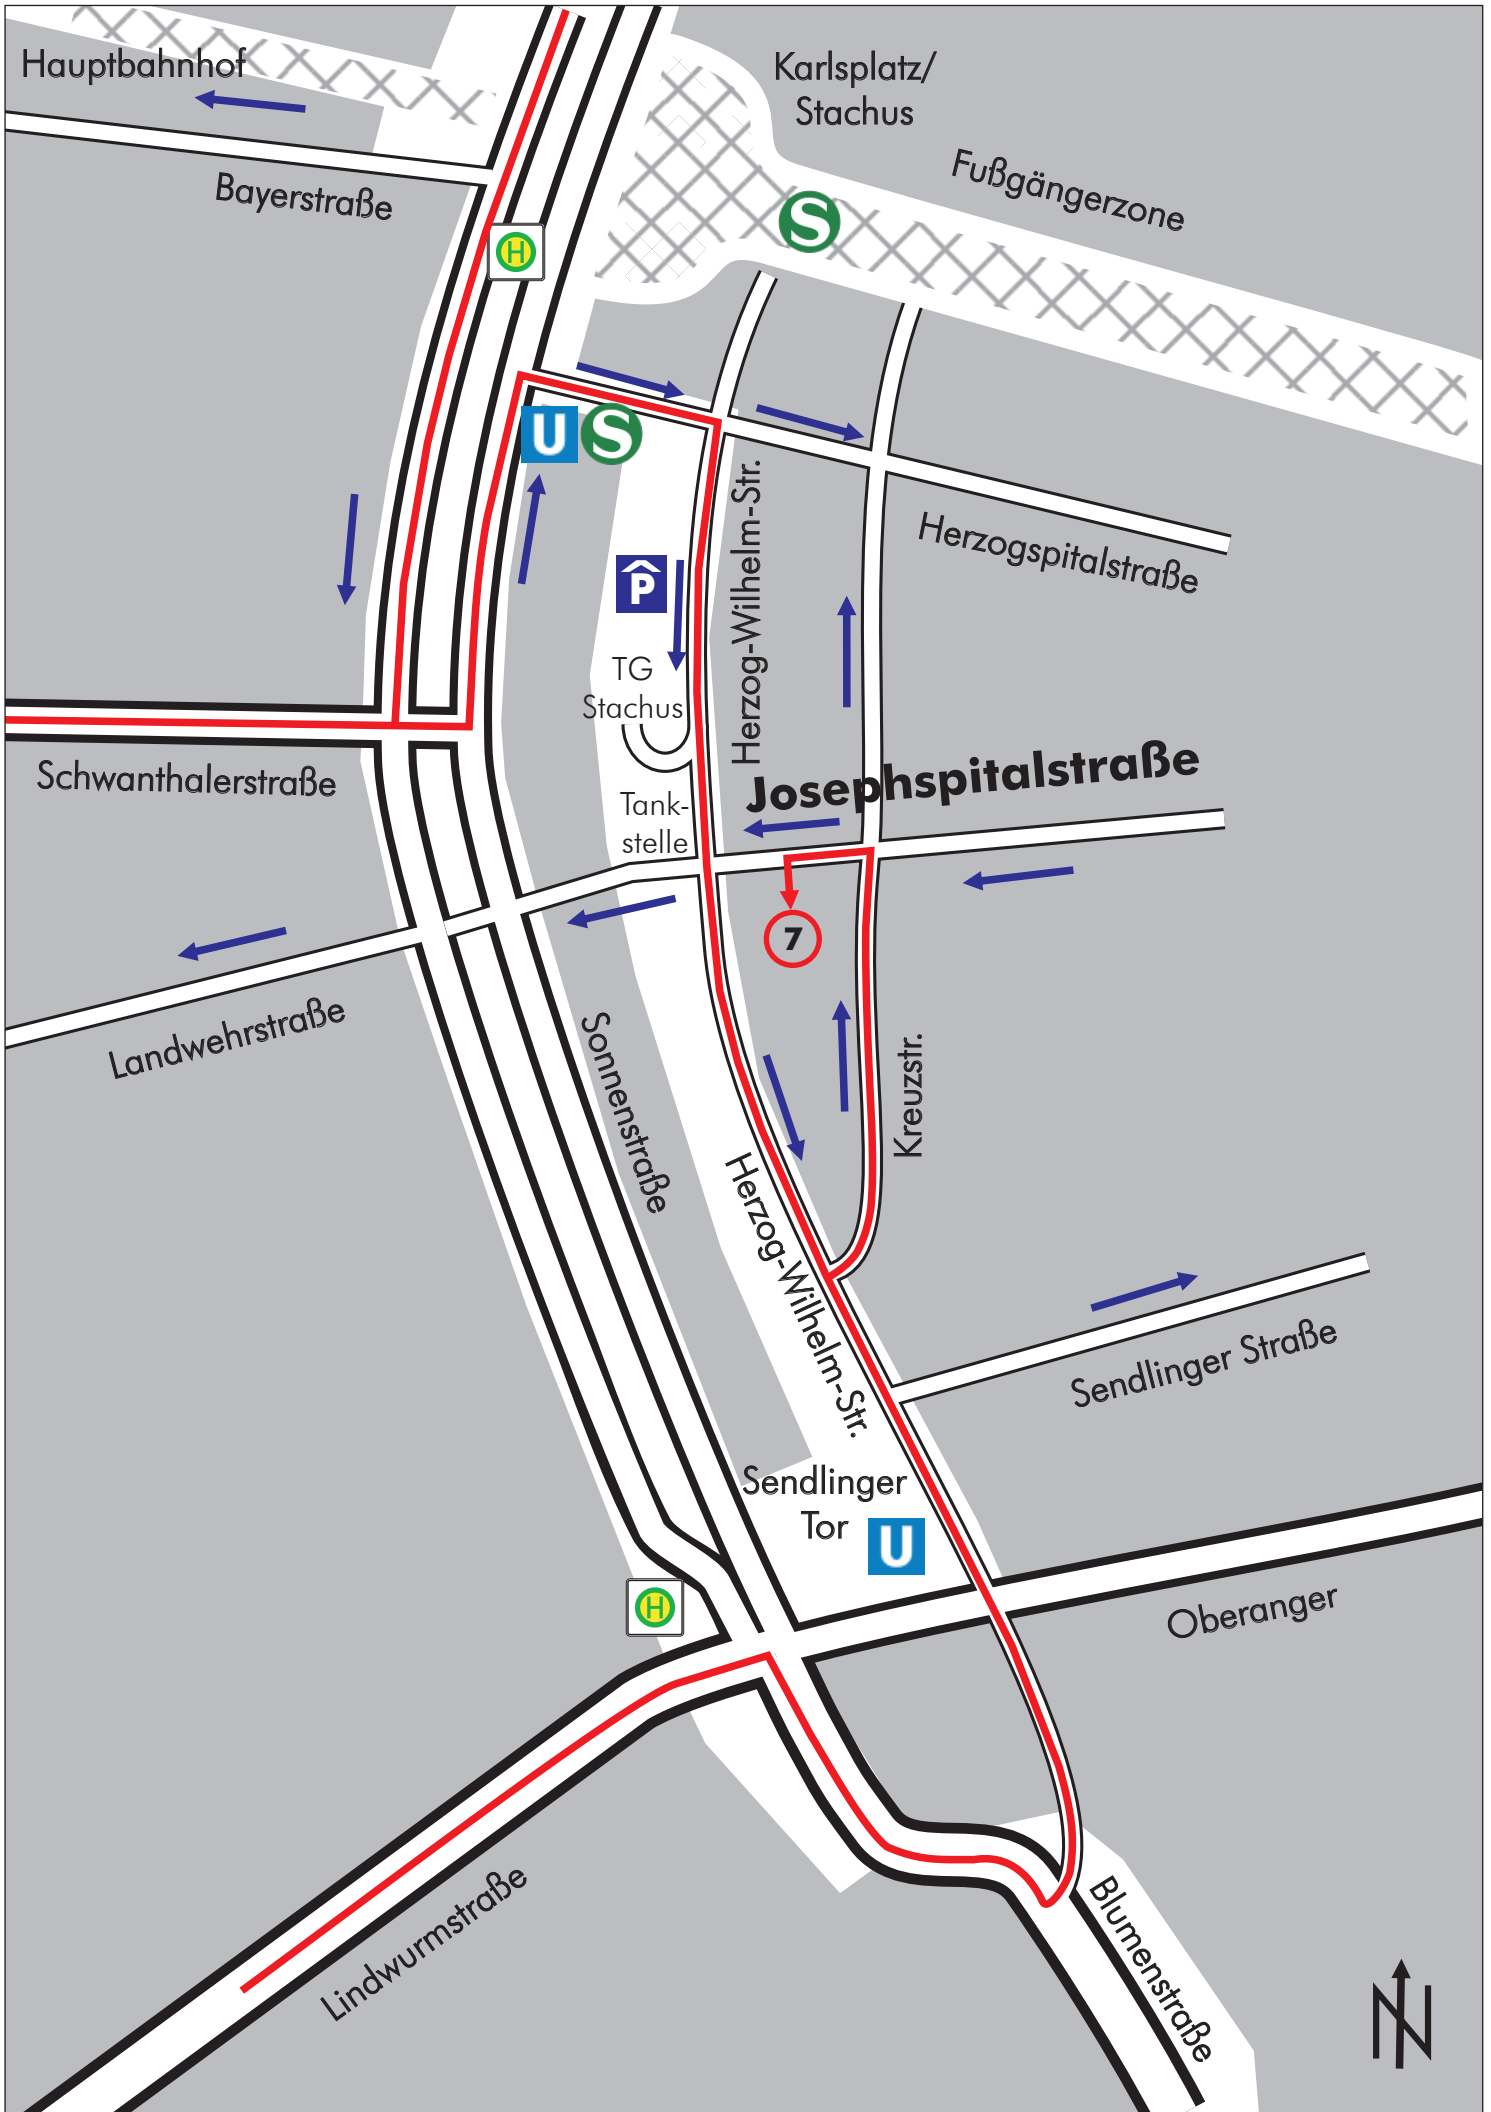 Hauptbahnhof
Karlsplatz/
Stachus
Fußgängerzone
Bayerstraße
S
H
U
S
Herzog-Wilhelm-Str.
Herzogspitalstraße
P
TG
Stachus
Schwanthalerstraße
Josephspitalstraße
Tank-
stelle
7
Landwehrstraße
Sonnenstraße
Kreuzstr.
Herzog-Wilhelm-Str.
Sendlinger Straße
Sendlinger
Tor
U
H
Oberanger
Lindwurmstraße
Blumenstraße
N